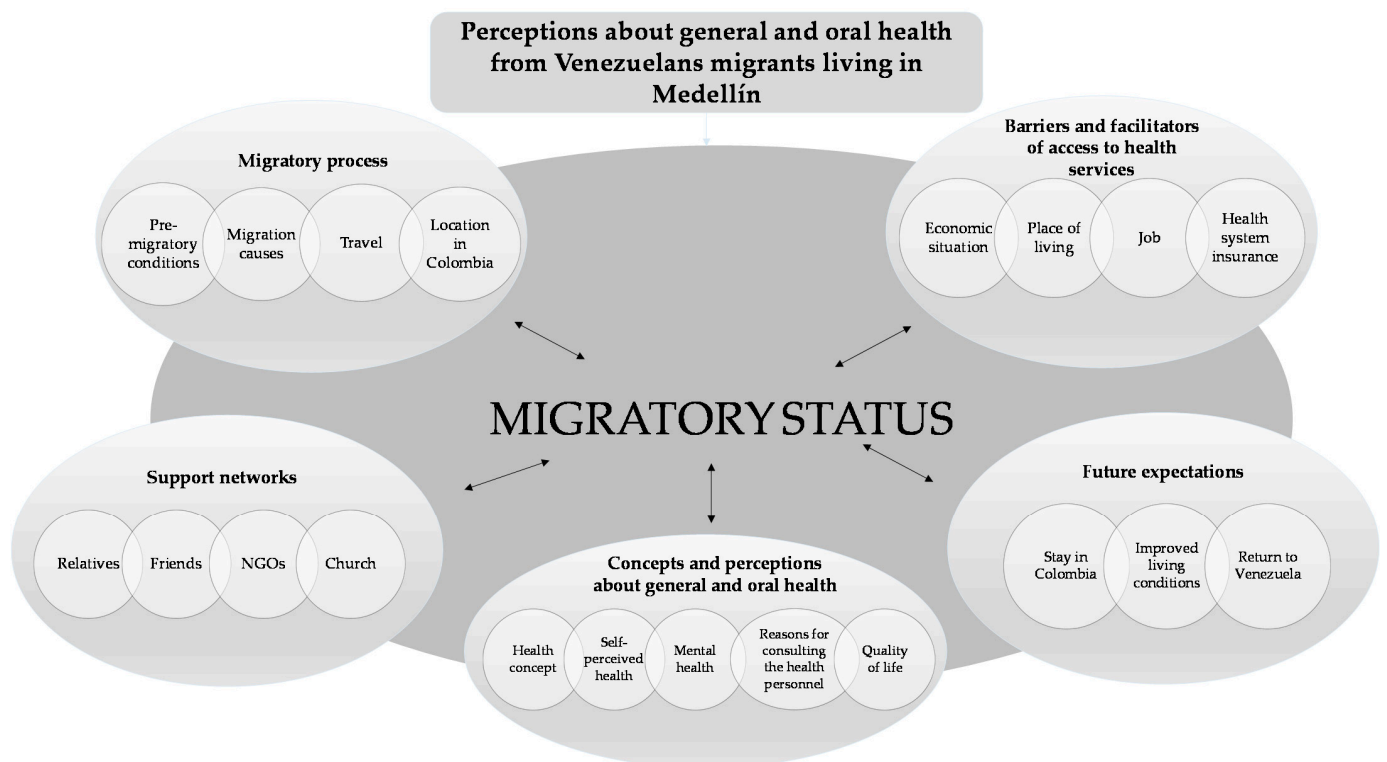 Perceptions about general and oral health
from Venezuelans migrants living in
Medellín
Migratory process
Pre-
migratory
conditions
Migration
causes
Travel
Location
in
Colombia
Barriers and facilitators
of access to health
services
Economic
situation
Place of
living
Job
Health
system
insurance
MIGRATORY STATUS
Support networks
Relatives
Friends
NGOs
Church
Concepts and perceptions
about general and oral health
Health
concept
Self-
perceived
health
Mental
health
Reasons for
consulting
the health
personnel
Quality
of life
Future expectations
Stay in
Colombia
Improved
living
conditions
Return to
Venezuela